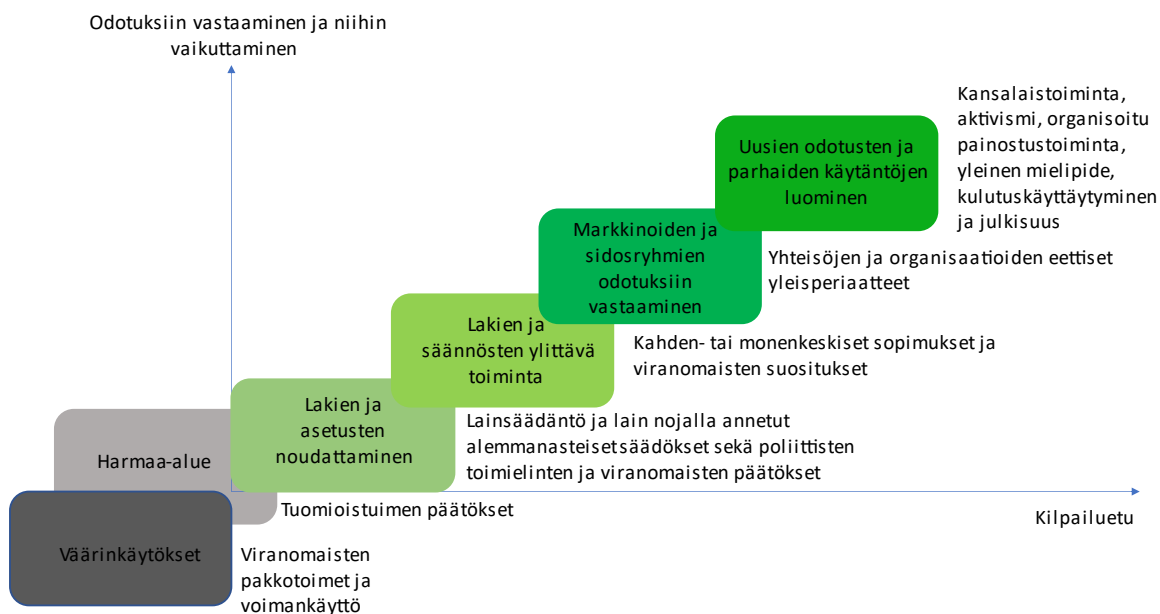 Odotuksiin vastaaminen ja niihin
vaikuttaminen
Kansalaistoiminta,
aktivismi, organisoitu
painostustoiminta,
yleinen mielipide,
kulutuskäyttäytyminen
ja julkisuus
Uusien odotusten ja
parhaiden käytäntöjen
luominen
Markkinoiden ja
sidosryhmien
odotuksiin
vastaaminen
Yhteisöjen ja organisaatioiden eettiset
yleisperiaatteet
Lakien ja
säännösten ylittävä
toiminta
Kahden- tai monenkeskiset sopimukset ja
viranomaisten suositukset
Lakien ja
asetusten
noudattaminen
Lainsäädäntö ja lain nojalla annetut
alemmanasteisetsäädökset sekä poliittisten
toimielinten ja viranomaisten päätökset
Harmaa-alue
Tuomioistuimen päätökset
Kilpailuetu
Väärinkäytökset
Viranomaisten
pakkotoimet ja
voimankäyttö